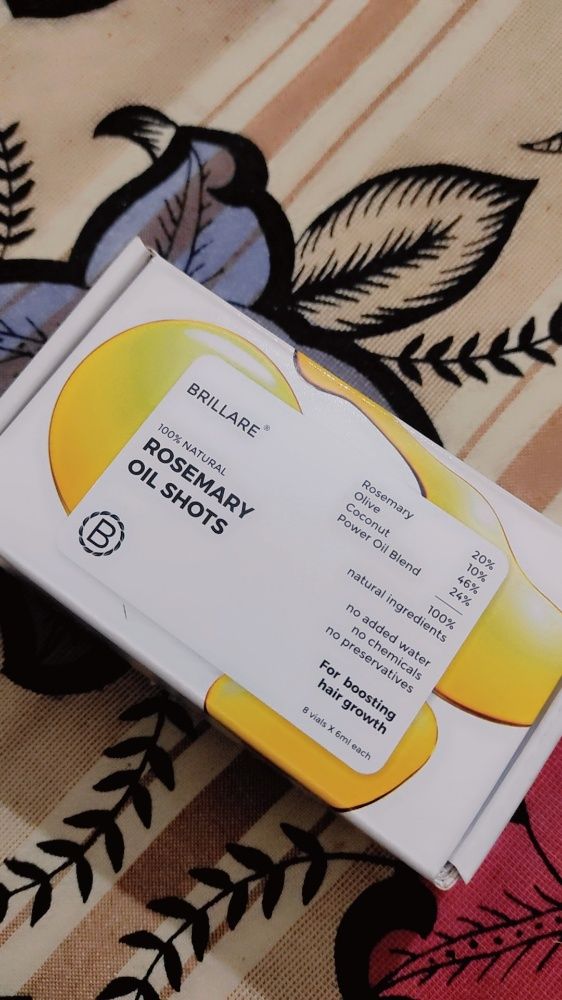 BRILLARE ®
100% NATURAL
ROSEMARY
OIL SHOTS
B
Rosemary 20%
Olive 10%
Coconut 46%
Power Oil Blend 24%
100%
natural ingredients
no added water
no chemicals
no preservatives
For boosting
hair growth
8 vials X 6ml each